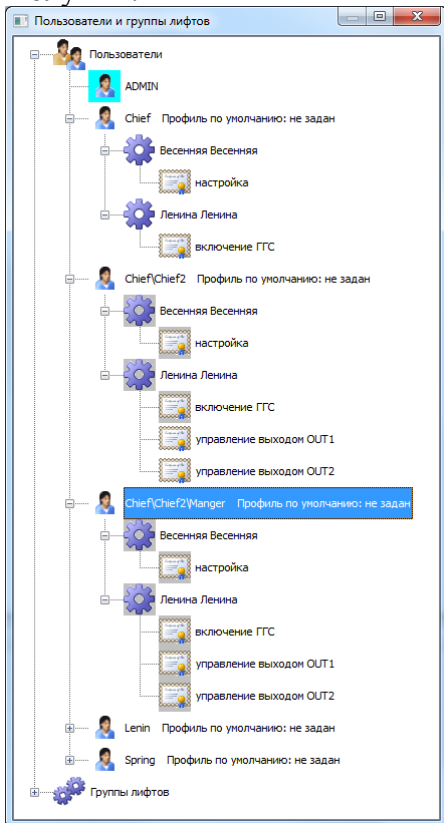 Пользователи и группы лифтов
Пользователи
ADMIN
Chief Профиль по умолчанию: не задан
Весенняя Весенняя
настройка
Ленина Ленина
включение ГГС
Chief\Chief2 Профиль по умолчанию: не задан
Весенняя Весенняя
настройка
Ленина Ленина
включение ГГС
управление выходом OUT1
управление выходом OUT2
Chief\Chief2\Manger Профиль по умолчанию: не задан
Весенняя Весенняя
настройка
Ленина Ленина
включение ГГС
управление выходом OUT1
управление выходом OUT2
Lenin Профиль по умолчанию: не задан
Spring Профиль по умолчанию: не задан
Группы лифтов